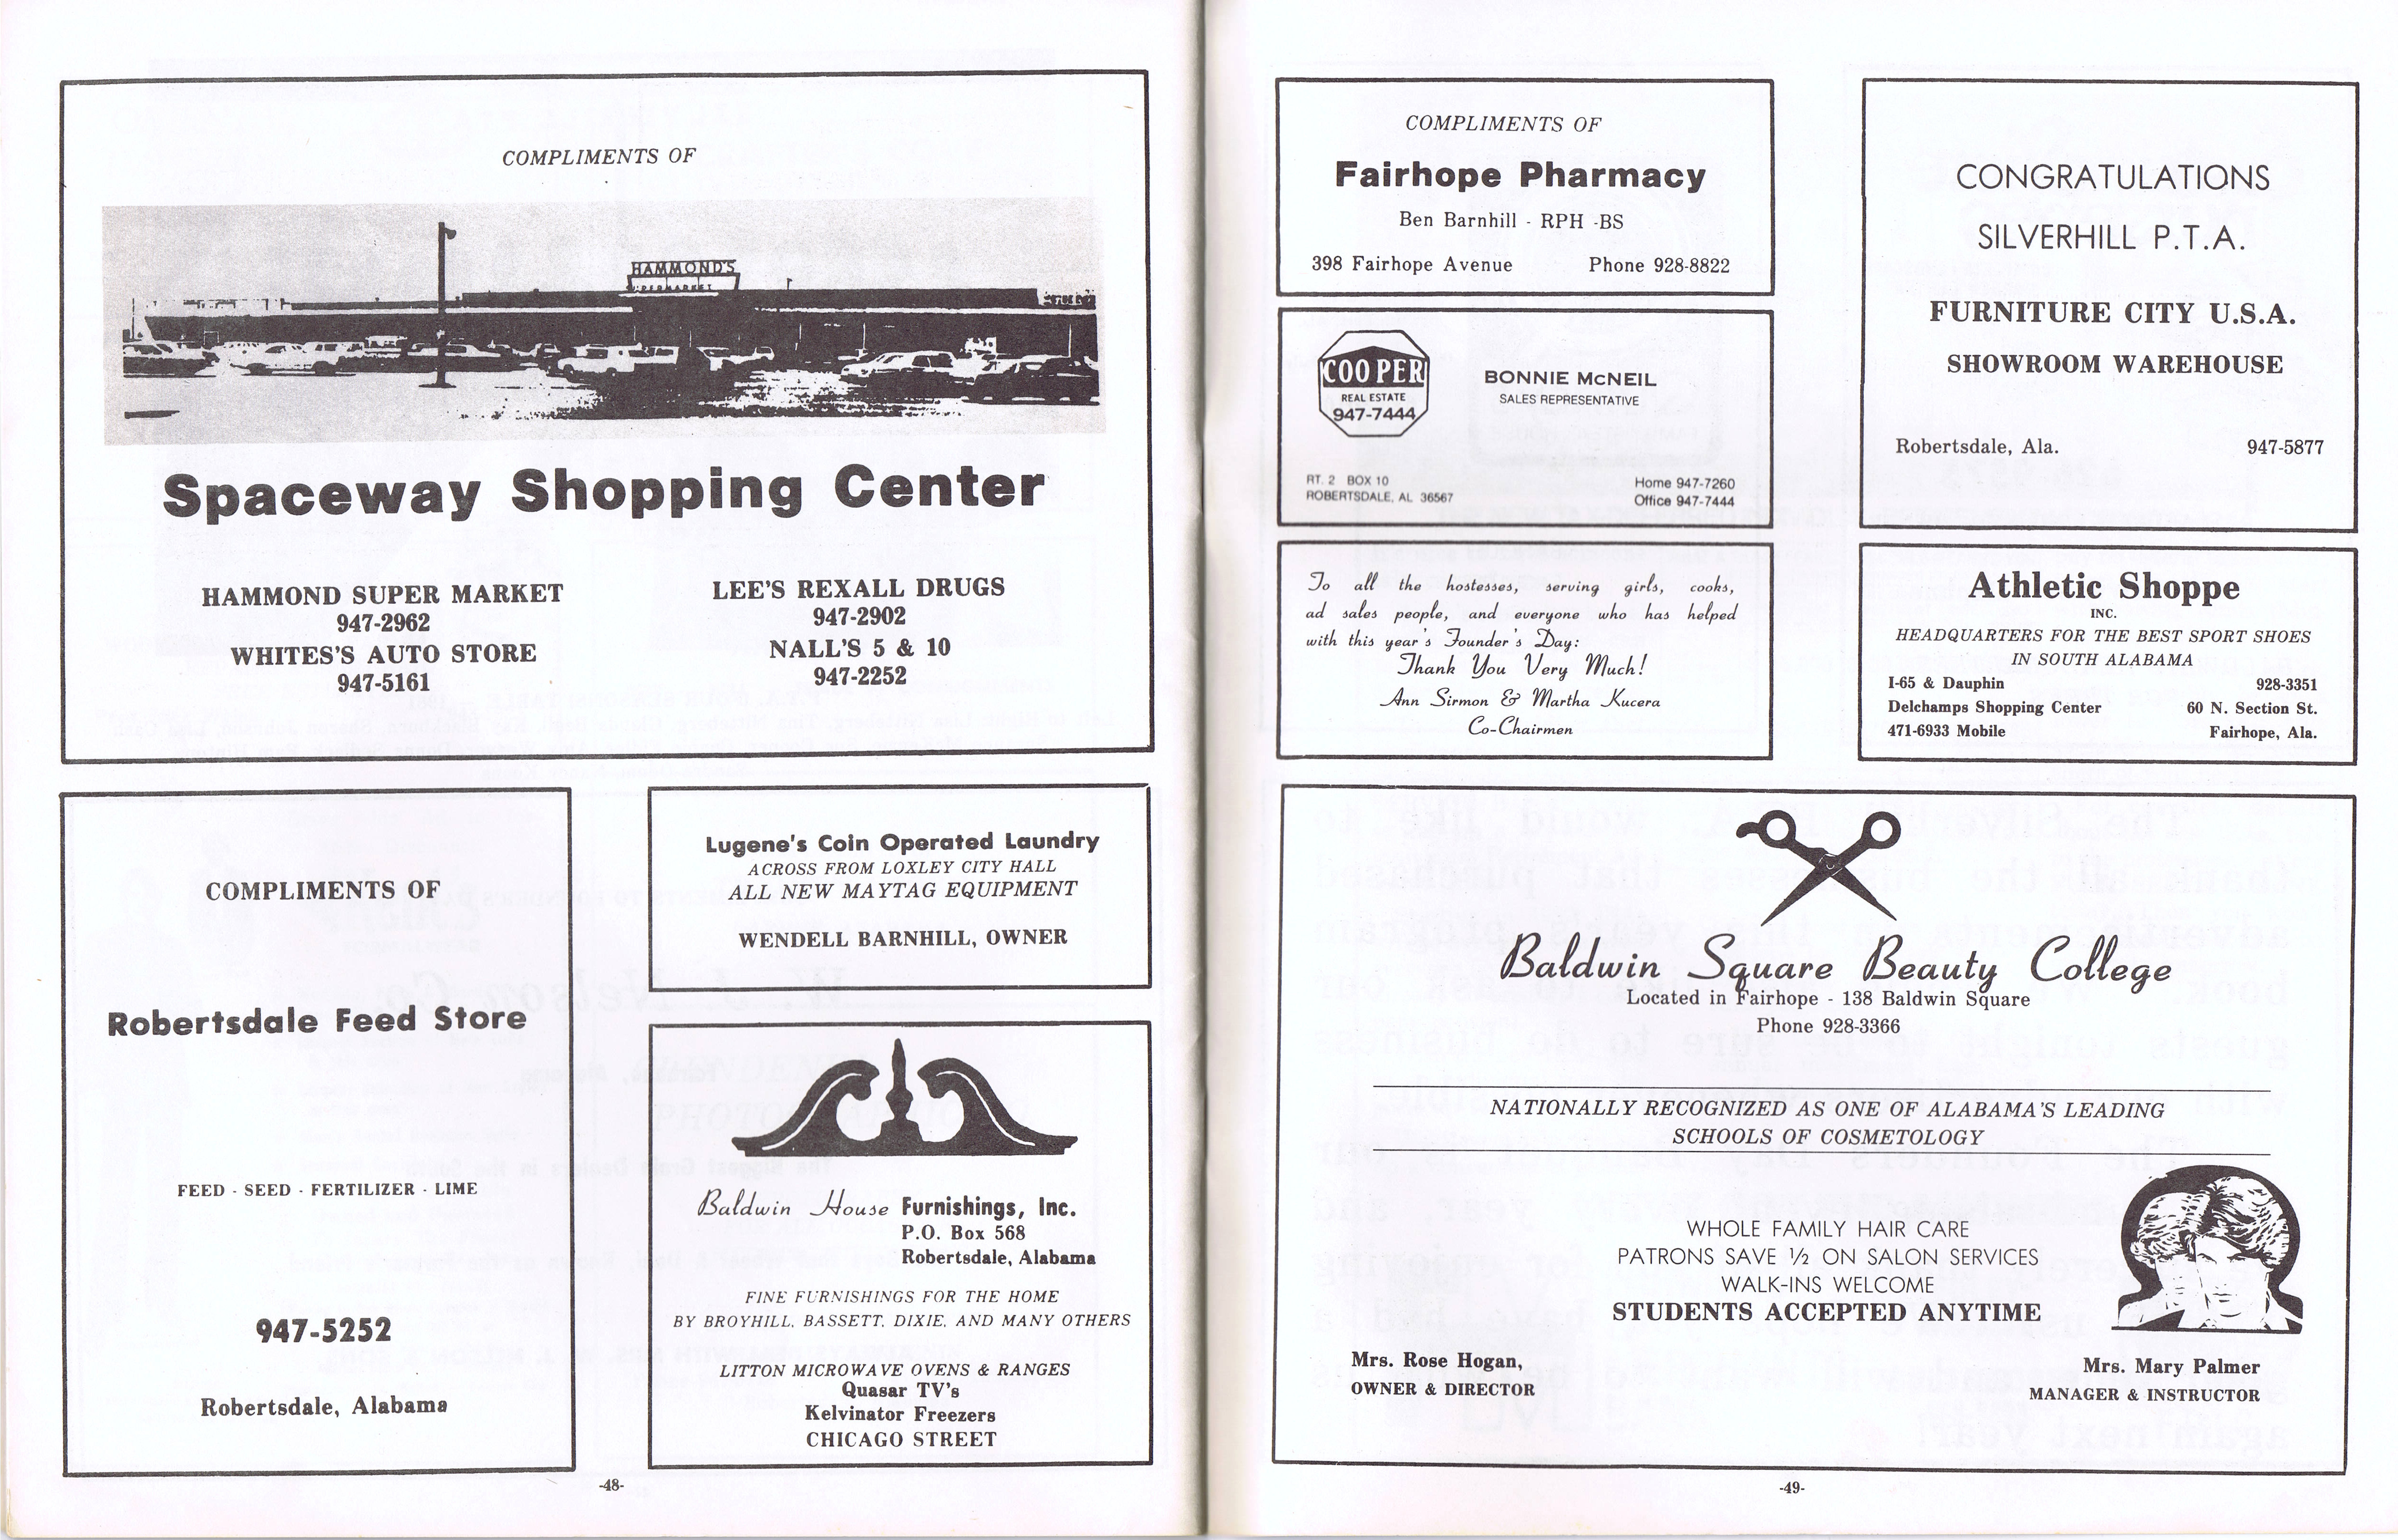 COMPLIMENTS OF
HAMMOND'S
Spaceway Shopping Center
HAMMOND SUPER MARKET
947-2962
WHITES'S AUTO STORE
947-5161
LEE'S REXALL DRUGS
947-2902
NALL'S 5 & 10
947-2252
COMPLIMENTS OF
Robertsdale Feed Store
FEED - SEED - FERTILIZER - LIME
947-5252
Robertsdale, Alabama
Lugene's Coin Operated Laundry
ACROSS FROM LOXLEY CITY HALL
ALL NEW MAYTAG EQUIPMENT
WENDELL BARNHILL, OWNER
Baldwin House Furnishings, Inc.
P.O. Box 568
Robertsdale, Alabama
FINE FURNISHINGS FOR THE HOME
BY BROYHILL, BASSETT, DIXIE, AND MANY OTHERS
LITTON MICROWAVE OVENS & RANGES
Quasar TV's
Kelvinator Freezers
CHICAGO STREET
-48-
COMPLIMENTS OF
Fairhope Pharmacy
Ben Barnhill - RPH -BS
398 Fairhope Avenue Phone 928-8822
COOPER
REAL ESTATE
947-7444
BONNIE McNEIL
SALES REPRESENTATIVE
RT. 2 BOX 10
ROBERTSDALE, AL 36567
Home 947-7260
Office 947-7444
To all the hostesses, serving girls, cooks,
ad sales people, and everyone who has helped
with this year's Founder's Day:
Thank You Very Much!
Ann Sirmon & Martha Kucera
Co-Chairmen
CONGRATULATIONS
SILVERHILL P.T.A.
FURNITURE CITY U.S.A.
SHOWROOM WAREHOUSE
Robertsdale, Ala. 947-5877
Athletic Shoppe
INC.
HEADQUARTERS FOR THE BEST SPORT SHOES
IN SOUTH ALABAMA
I-65 & Dauphin 928-3351
Delchamps Shopping Center 60 N. Section St.
471-6933 Mobile Fairhope, Ala.
Baldwin Square Beauty College
Located in Fairhope - 138 Baldwin Square
Phone 928-3366
NATIONALLY RECOGNIZED AS ONE OF ALABAMA'S LEADING
SCHOOLS OF COSMETOLOGY
WHOLE FAMILY HAIR CARE
PATRONS SAVE ½ ON SALON SERVICES
WALK-INS WELCOME
STUDENTS ACCEPTED ANYTIME
Mrs. Rose Hogan,
OWNER & DIRECTOR
Mrs. Mary Palmer
MANAGER & INSTRUCTOR
-49-